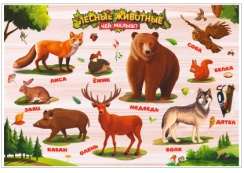 ЛЕСНЫЕ ЖИВОТНЫЕ
ЧЕЙ МАЛЫШ?
СОВА
ЛИСА
ЁЖИК
БЕЛКА
ЗАЯЦ
МЕДВЕДЬ
ДЯТЕЛ
КАБАН
ОЛЕНЬ
ВОЛК